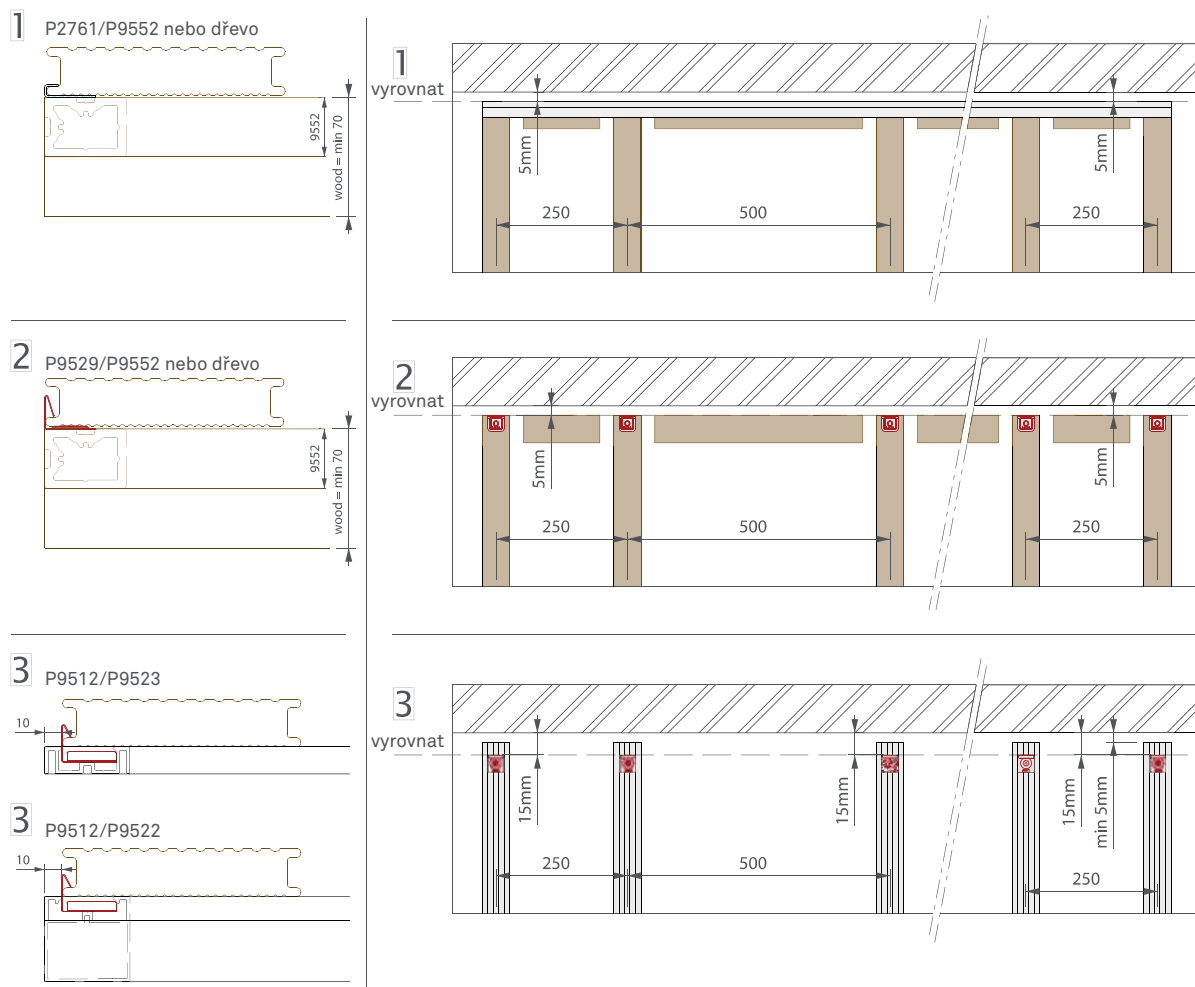 1
P2761/P9552 nebo dřevo
9552
wood = min 70
1
vyrovnat
5mm
5mm
250
500
250
2
P9529/P9552 nebo dřevo
9552
wood = min 70
2
vyrovnat
5mm
5mm
250
500
250
3
P9512/P9523
10
3
P9512/P9522
10
3
vyrovnat
15mm
15mm
15mm
min 5mm
250
500
250